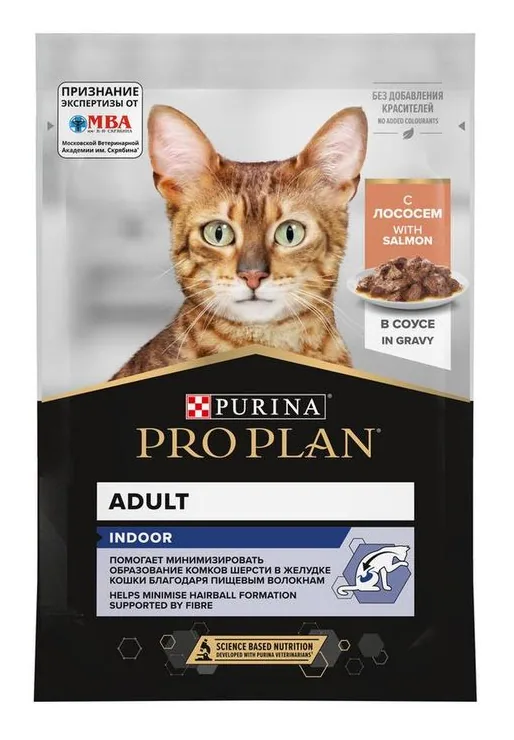 ПРИЗНАНИЕ
ЭКСПЕРТИЗЫ ОТ
МВА
Московской Ветеринарной
Академии им. Скрябина*
БЕЗ ДОБАВЛЕНИЯ
КРАСИТЕЛЕЙ
NO ADDED COLOURANTS
С
ЛОСОСЕМ
WITH
SALMON
В СОУСЕ
IN GRAVY
PURINA
PRO PLAN®
ADULT
INDOOR
ПОМОГАЕТ МИНИМИЗИРОВАТЬ
ОБРАЗОВАНИЕ КОМКОВ ШЕРСТИ В ЖЕЛУДКЕ
КОШКИ БЛАГОДАРЯ ПИЩЕВЫМ ВОЛОКНАМ
HELPS MINIMISE HAIRBALL FORMATION
SUPPORTED BY FIBRE
SCIENCE BASED NUTRITION
DEVELOPED WITH PURINA VETERINARIANS*